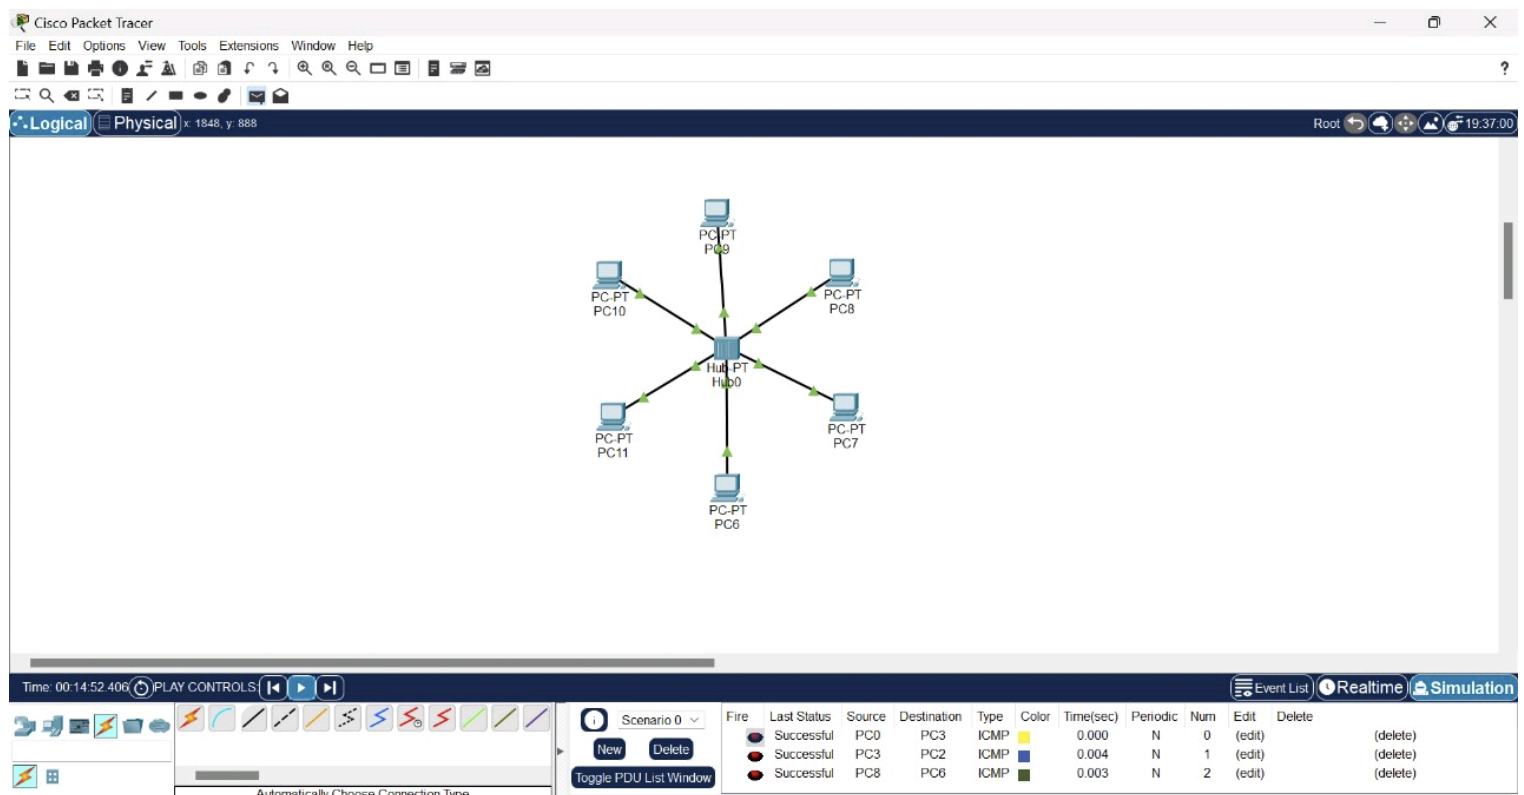 Cisco Packet Tracer
File Edit Options View Tools Extensions Window Help
?
Logical Physical x: 1848, y: 888 Root 19:37:00
PC-PT
PC9
PC-PT
PC10
PC-PT
PC8
Hub-PT
Hub0
PC-PT
PC11
PC-PT
PC7
PC-PT
PC6
Time: 00:14:52.406 PLAY CONTROLS: Event List Realtime Simulation
Scenario 0
New Delete
Toggle PDU List Window
Fire Last Status Source Destination Type Color Time(sec) Periodic Num Edit Delete
Successful PC0 PC3 ICMP 0.000 N 0 (edit) (delete)
Successful PC3 PC2 ICMP 0.004 N 1 (edit) (delete)
Successful PC8 PC6 ICMP 0.003 N 2 (edit) (delete)
Automatically Choose Connection Type